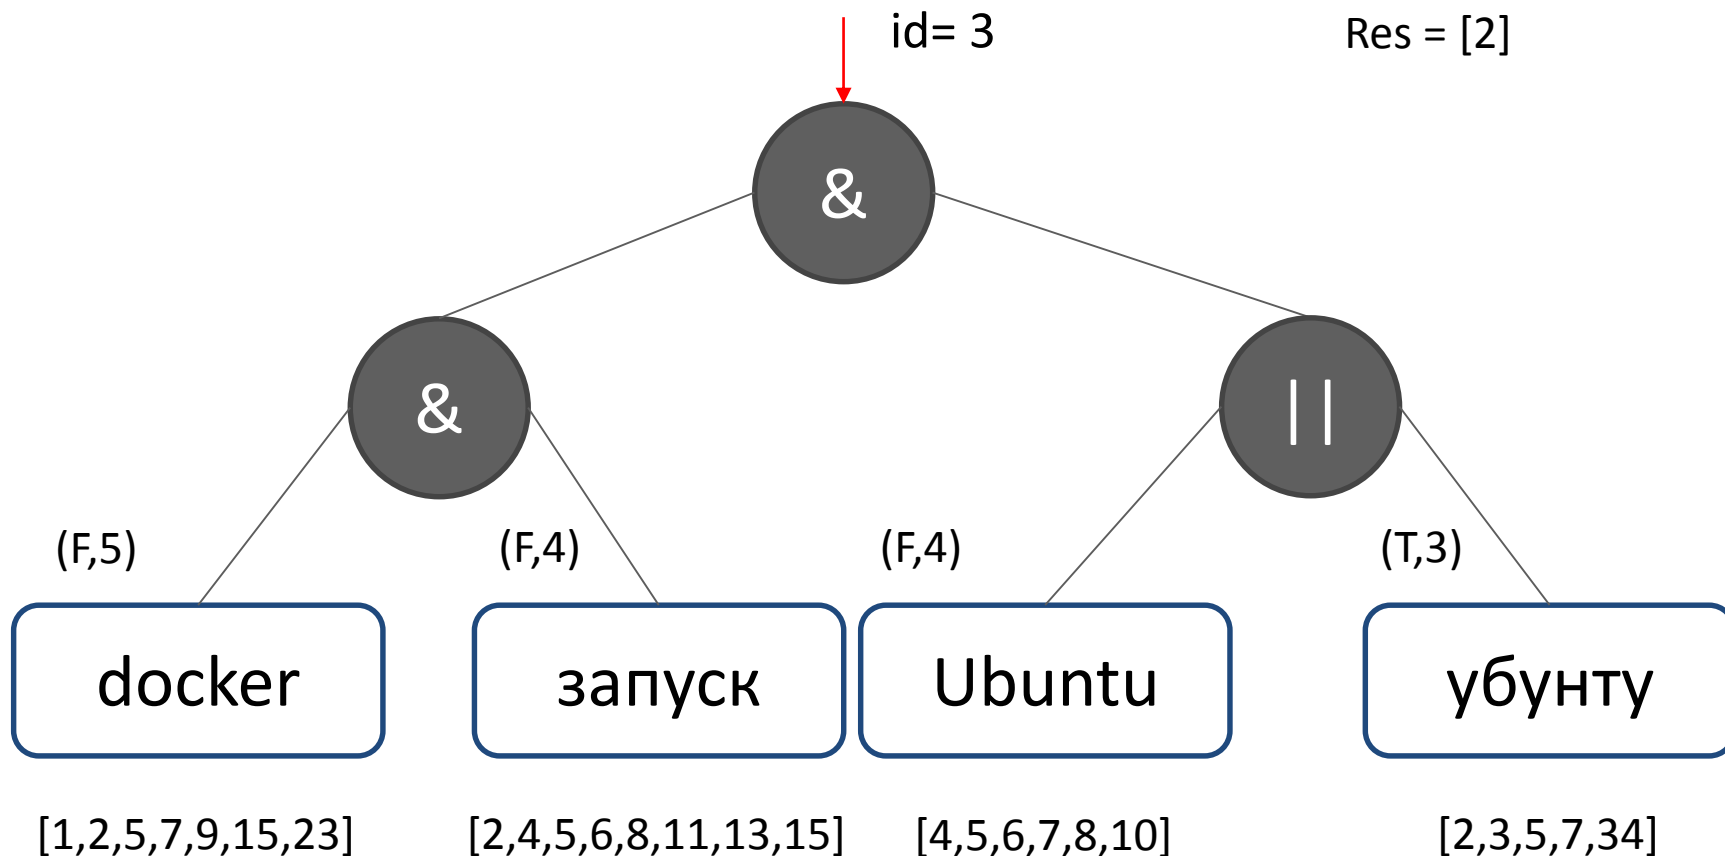 id= 3
Res = [2]
&
&
||
(F,5)
(F,4)
(F,4)
(T,3)
docker
запуск
Ubuntu
убунту
[1,2,5,7,9,15,23]
[2,4,5,6,8,11,13,15]
[4,5,6,7,8,10]
[2,3,5,7,34]